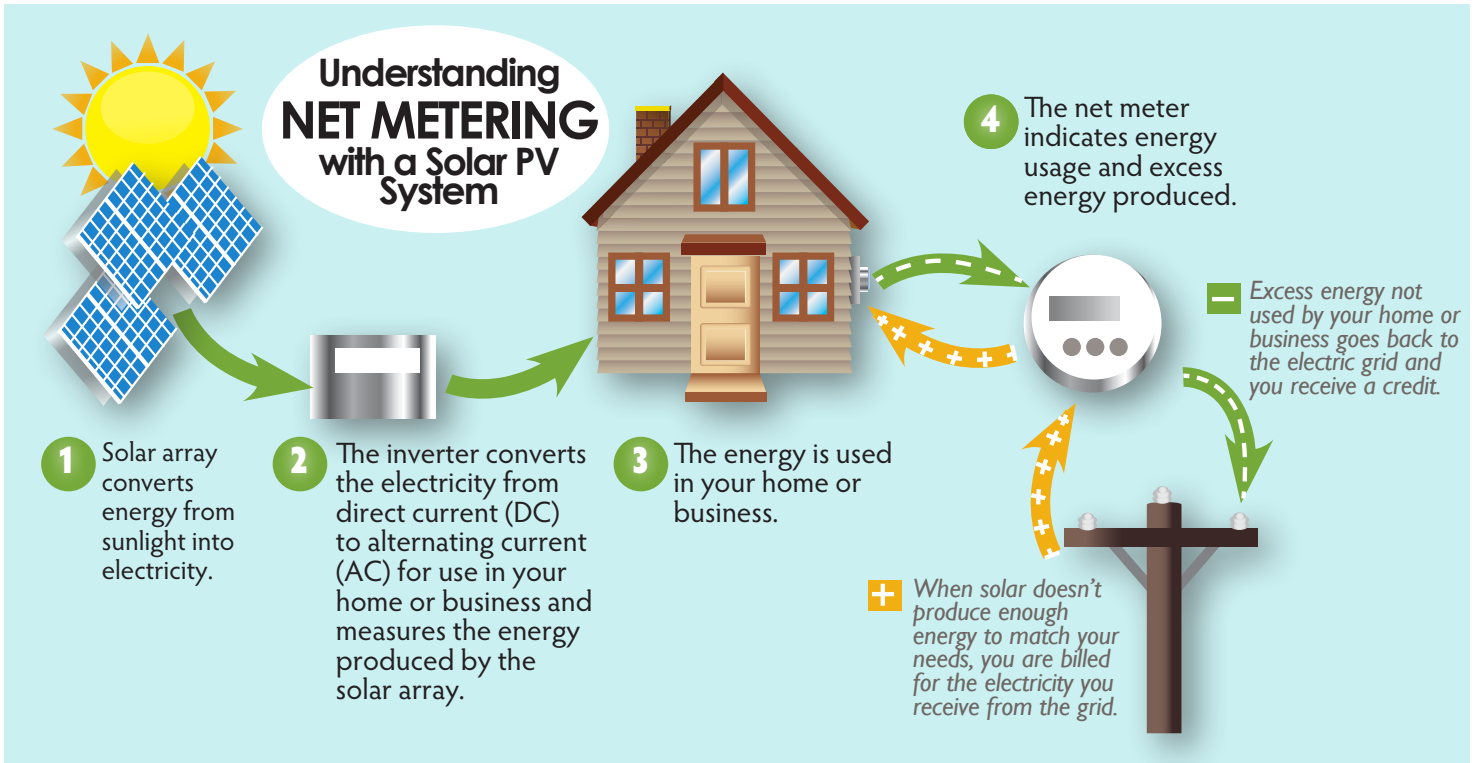 Understanding
NET METERING
with a Solar PV
System
1
Solar array
converts
energy from
sunlight into
electricity.
2
The inverter converts
the electricity from
direct current (DC)
to alternating current
(AC) for use in your
home or business and
measures the energy
produced by the
solar array.
3
The energy is used
in your home or
business.
4
The net meter
indicates energy
usage and excess
energy produced.
Excess energy not
used by your home or
business goes back to
the electric grid and
you receive a credit.
When solar doesn’t
produce enough
energy to match your
needs, you are billed
for the electricity you
receive from the grid.